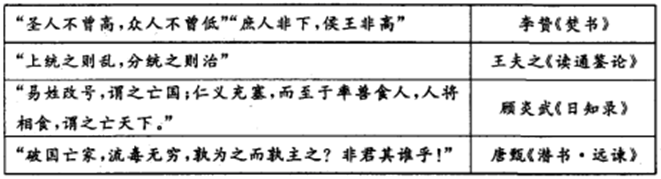 “圣人不曾高，众人不曾低”“庶人非下，侯王非高” 李贽《焚书》
“上统之则乱，分统之则治” 王夫之《读通鉴论》
“易姓改号，谓之亡国；仁义充塞，而至于率兽食人，人将
相食，谓之亡天下。” 顾炎武《日知录》
“破国亡家，流毒无穷，孰为之而孰主之？非君其谁乎！” 唐甄《潜书·远谏》